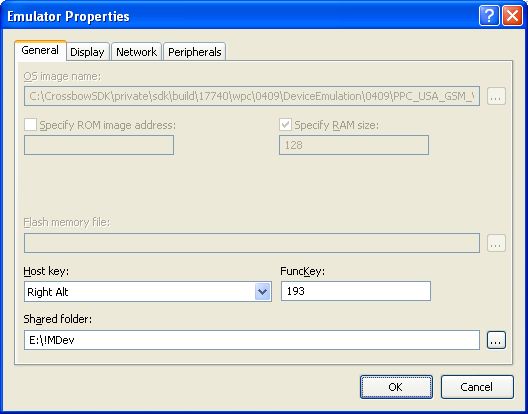 Emulator Properties
General Display Network Peripherals
OS image name:
C:\CrossbowSDK\private\sdk\build\17740\wpc\0409\DeviceEmulation\0409\PPC_USA_GSM_
...
Specify ROM image address: Specify RAM size:
128
Flash memory file:
...
Host key: FuncKey:
Right Alt 193
Shared folder:
E:\!MDev ...
OK Cancel